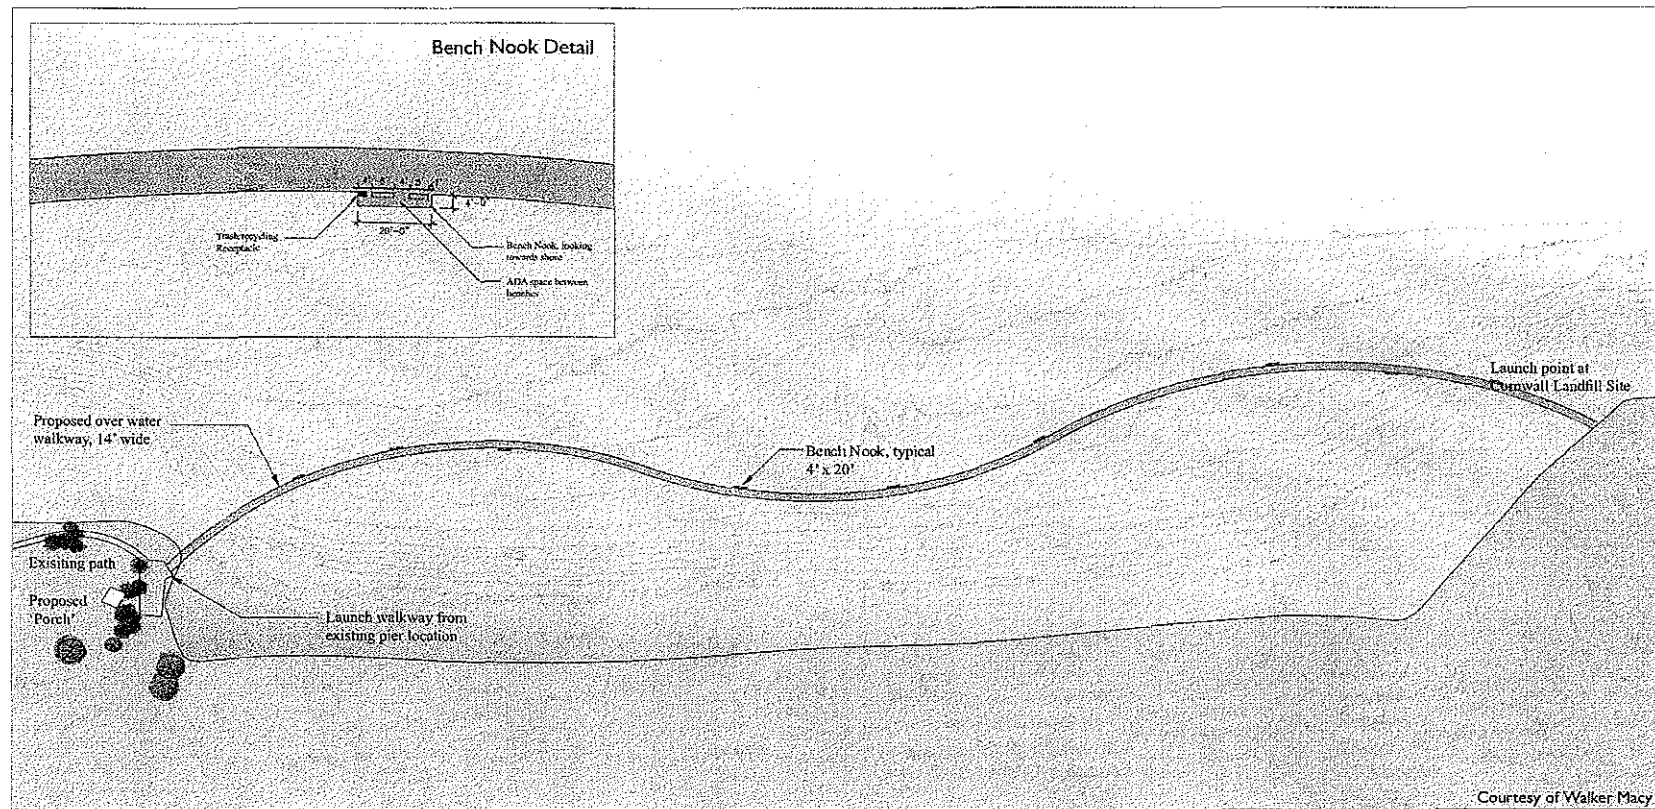 Bench Nook Detail
4'-0"
20'-0"
Trash/recycling
Receptacle
Bench Nook, looking
towards shore
ADA space between
benches
Launch point at
Cornwall Landfill Site
Proposed over water
walkway, 14' wide
Bench Nook, typical
4' x 20'
Exisiting path
Proposed
'Porch'
Launch walkway from
existing pier location
Courtesy of Walker Macy